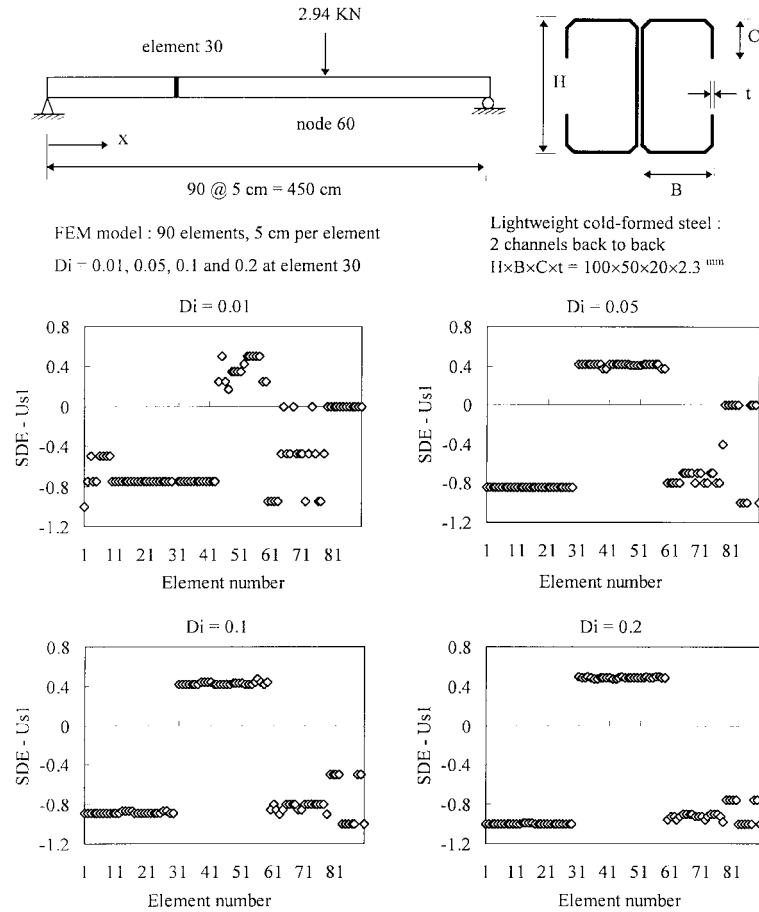 2.94 KN
element 30
H
C
t
B
node 60
X
90 @ 5 cm = 450 cm
FEM model : 90 elements, 5 cm per element
Di = 0.01, 0.05, 0.1 and 0.2 at element 30
Lightweight cold-formed steel :
2 channels back to back
H×B×C×t = 100×50×20×2.3 mm
Di = 0.01
SDE - Us1
0.8
0.4
0
-0.4
-0.8
-1.2
1 11 21 31 41 51 61 71 81
Element number
Di = 0.05
SDE - Us1
0.8
0.4
0
-0.4
-0.8
-1.2
1 11 21 31 41 51 61 71 81
Element number
Di = 0.1
SDE - Us1
0.8
0.4
0
-0.4
-0.8
-1.2
1 11 21 31 41 51 61 71 81
Element number
Di = 0.2
SDE - Us1
0.8
0.4
0
-0.4
-0.8
-1.2
1 11 21 31 41 51 61 71 81
Element number